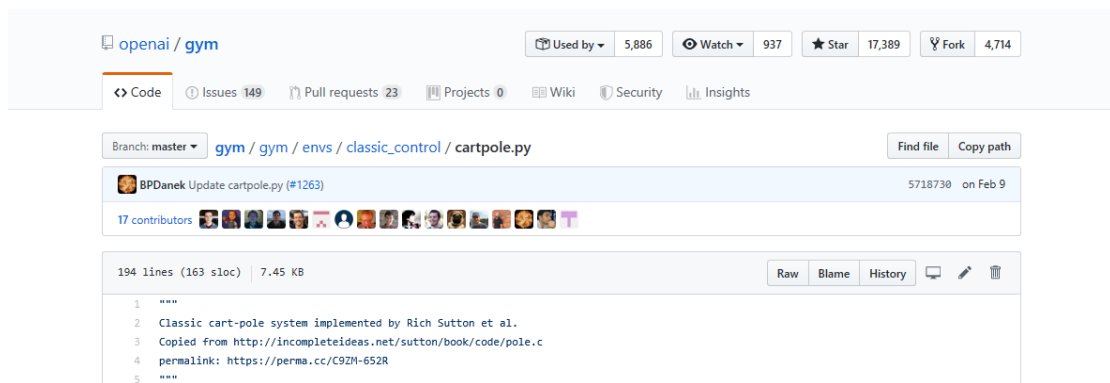 openai / gym
Used by 5,886 Watch 937 Star 17,389 Fork 4,714
Code Issues 149 Pull requests 23 Projects 0 Wiki Security Insights
Branch: master gym / gym / envs / classic_control / cartpole.py Find file Copy path
BPDanek Update cartpole.py (#1263) 5718730 on Feb 9
17 contributors
194 lines (163 sloc) 7.45 KB Raw Blame History
1 """
2 Classic cart-pole system implemented by Rich Sutton et al.
3 Copied from http://incompleteideas.net/sutton/book/code/pole.c
4 permalink: https://perma.cc/C9ZM-652R
5 """